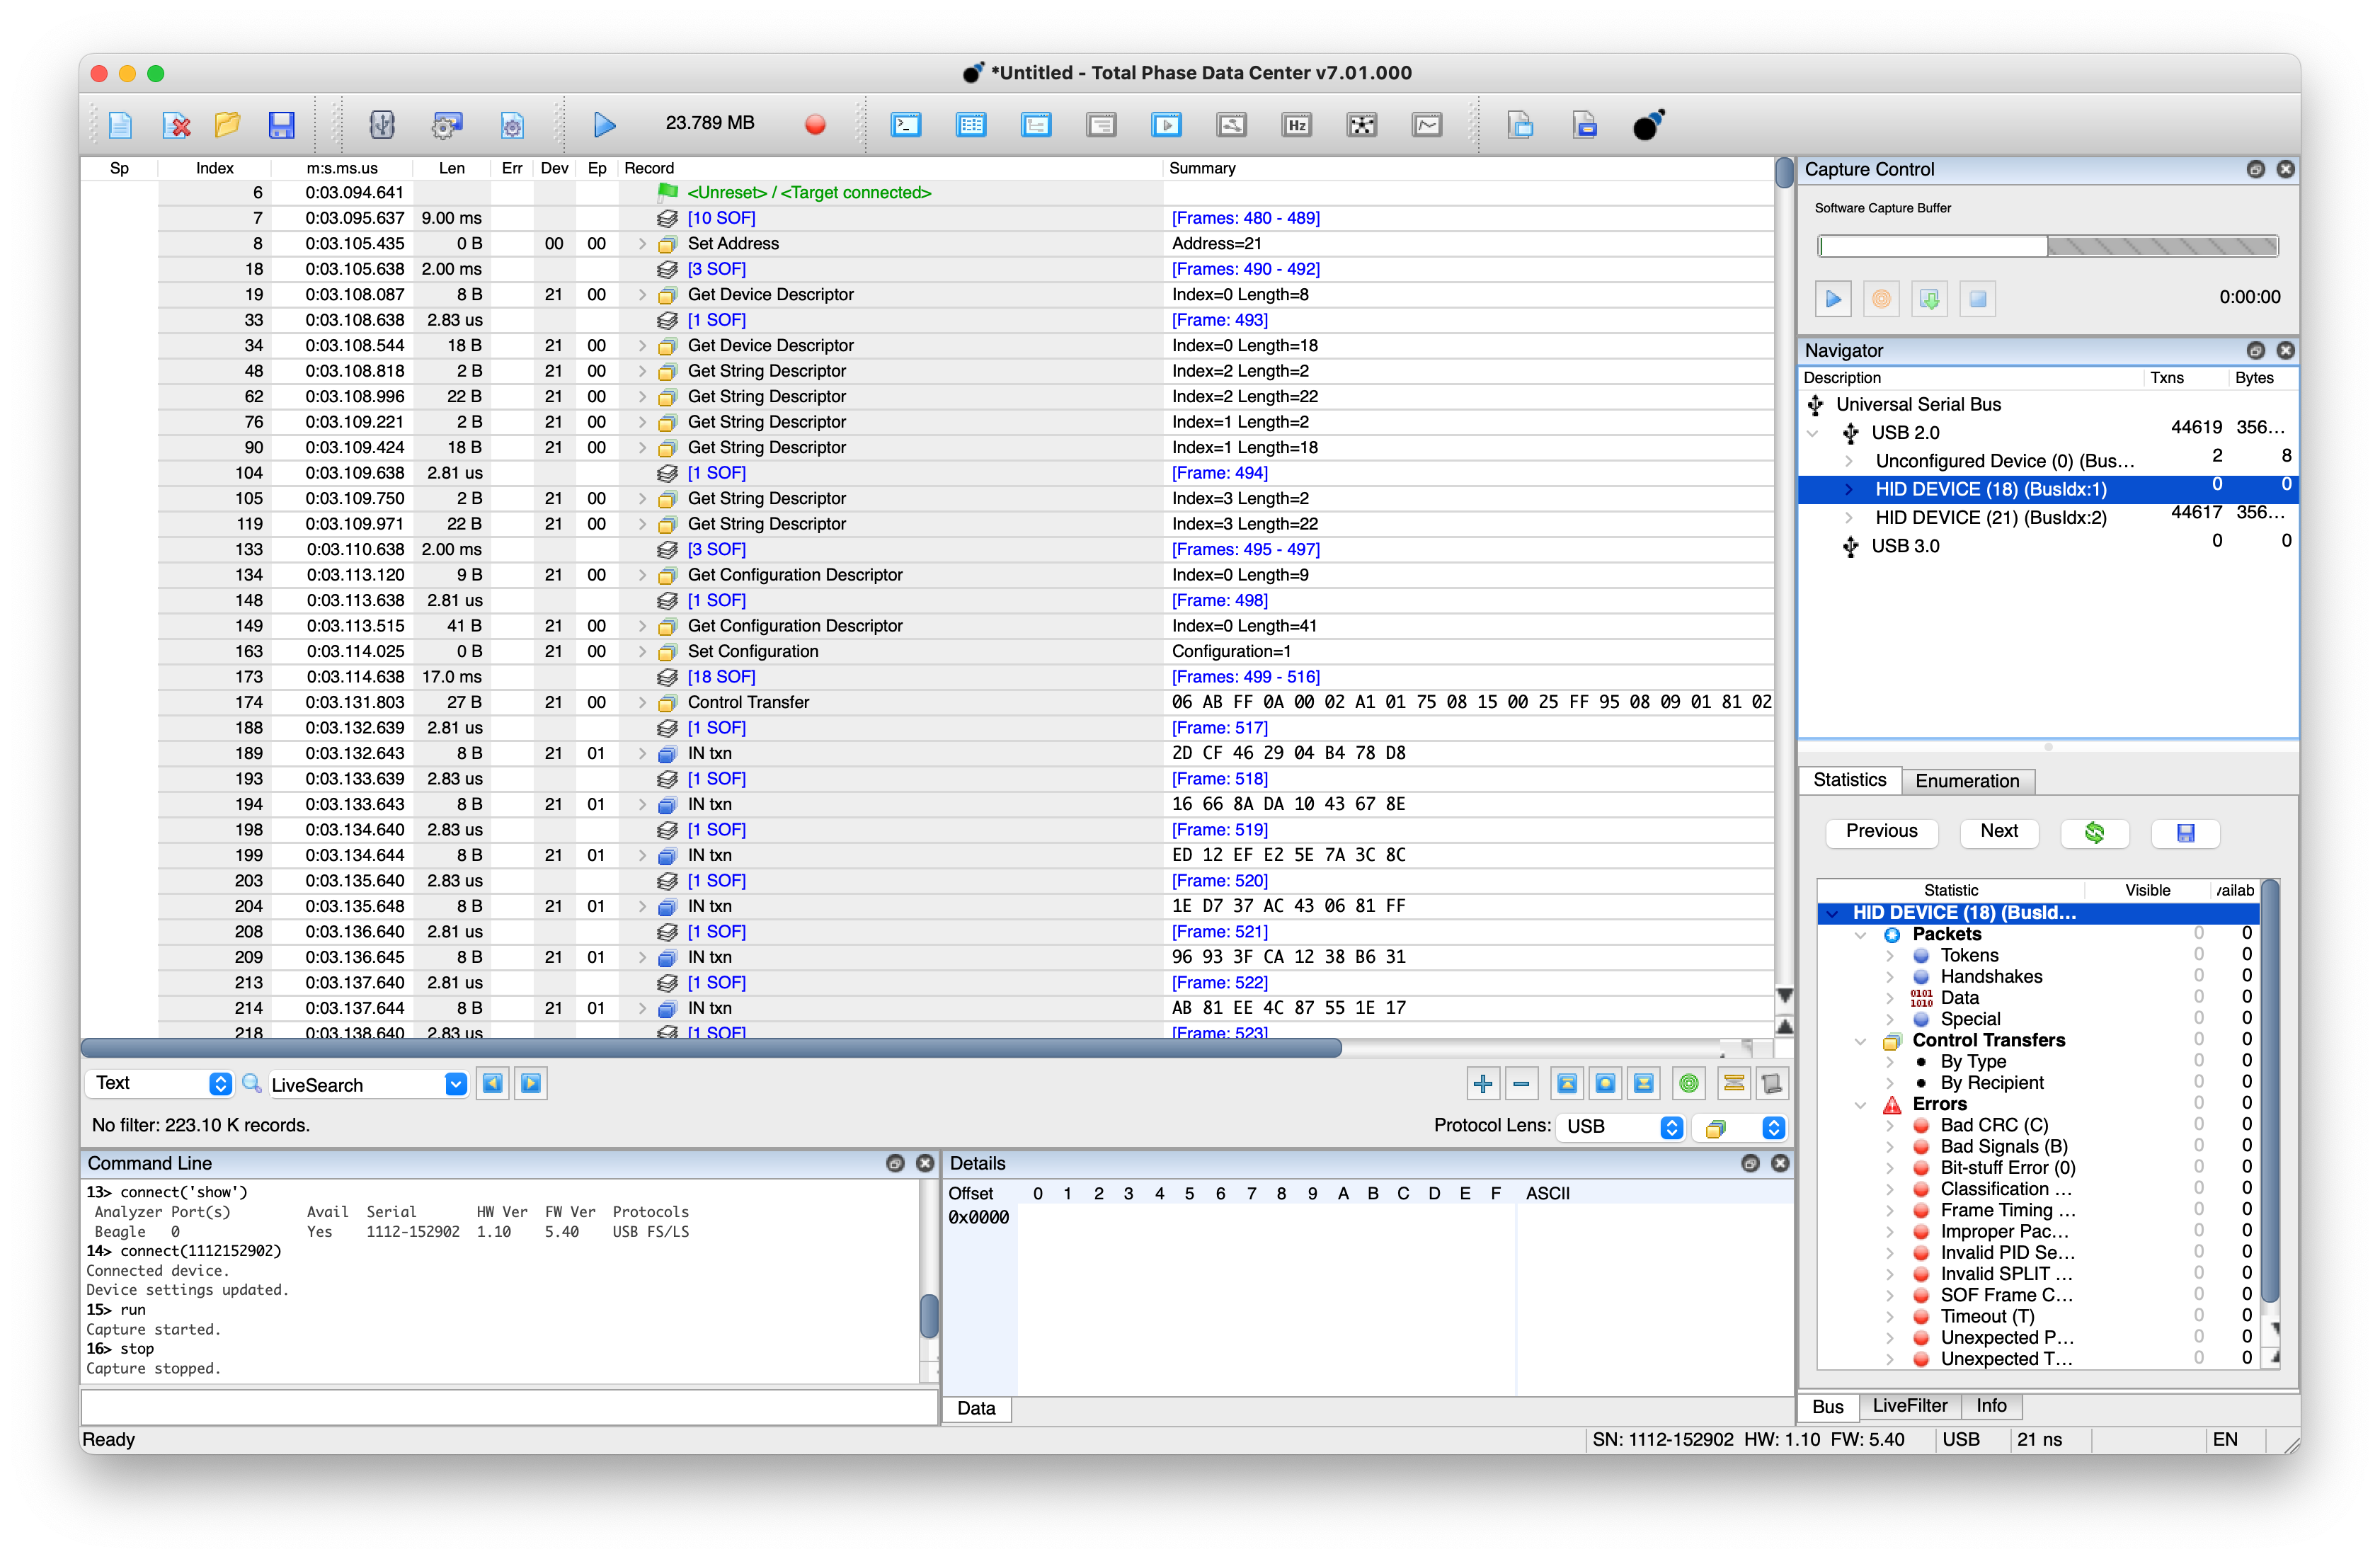 *Untitled - Total Phase Data Center v7.01.000
23.789 MB
Hz
Sp Index m:s.ms.us Len Err Dev Ep Record Summary
6 0:03.094.641 <Unreset> / <Target connected>
7 0:03.095.637 9.00 ms [10 SOF] [Frames: 480 - 489]
8 0:03.105.435 0 B 00 00 Set Address Address=21
18 0:03.105.638 2.00 ms [3 SOF] [Frames: 490 - 492]
19 0:03.108.087 8 B 21 00 Get Device Descriptor Index=0 Length=8
33 0:03.108.638 2.83 us [1 SOF] [Frame: 493]
34 0:03.108.544 18 B 21 00 Get Device Descriptor Index=0 Length=18
48 0:03.108.818 2 B 21 00 Get String Descriptor Index=2 Length=2
62 0:03.108.996 22 B 21 00 Get String Descriptor Index=2 Length=22
76 0:03.109.221 2 B 21 00 Get String Descriptor Index=1 Length=2
90 0:03.109.424 18 B 21 00 Get String Descriptor Index=1 Length=18
104 0:03.109.638 2.81 us [1 SOF] [Frame: 494]
105 0:03.109.750 2 B 21 00 Get String Descriptor Index=3 Length=2
119 0:03.109.971 22 B 21 00 Get String Descriptor Index=3 Length=22
133 0:03.110.638 2.00 ms [3 SOF] [Frames: 495 - 497]
134 0:03.113.120 9 B 21 00 Get Configuration Descriptor Index=0 Length=9
148 0:03.113.638 2.81 us [1 SOF] [Frame: 498]
149 0:03.113.515 41 B 21 00 Get Configuration Descriptor Index=0 Length=41
163 0:03.114.025 0 B 21 00 Set Configuration Configuration=1
173 0:03.114.638 17.0 ms [18 SOF] [Frames: 499 - 516]
174 0:03.131.803 27 B 21 00 Control Transfer 06 AB FF 0A 00 02 A1 01 75 08 15 00 25 FF 95 08 09 01 81 02
188 0:03.132.639 2.81 us [1 SOF] [Frame: 517]
189 0:03.132.643 8 B 21 01 IN txn 2D CF 46 29 04 B4 78 D8
193 0:03.133.639 2.83 us [1 SOF] [Frame: 518]
194 0:03.133.643 8 B 21 01 IN txn 16 66 8A DA 10 43 67 8E
198 0:03.134.640 2.83 us [1 SOF] [Frame: 519]
199 0:03.134.644 8 B 21 01 IN txn ED 12 EF E2 5E 7A 3C 8C
203 0:03.135.640 2.83 us [1 SOF] [Frame: 520]
204 0:03.135.648 8 B 21 01 IN txn 1E D7 37 AC 43 06 81 FF
208 0:03.136.640 2.81 us [1 SOF] [Frame: 521]
209 0:03.136.645 8 B 21 01 IN txn 96 93 3F CA 12 38 B6 31
213 0:03.137.640 2.81 us [1 SOF] [Frame: 522]
214 0:03.137.644 8 B 21 01 IN txn AB 81 EE 4C 87 55 1E 17
218 0:03.138.640 2.83 us [1 SOF] [Frame: 523]
Text LiveSearch
No filter: 223.10 K records.
Protocol Lens: USB
Command Line
13> connect('show')
Analyzer Port(s) Avail Serial HW Ver FW Ver Protocols
Beagle 0 Yes 1112-152902 1.10 5.40 USB FS/LS
14> connect(1112152902)
Connected device.
Device settings updated.
15> run
Capture started.
16> stop
Capture stopped.
Details
Offset 0 1 2 3 4 5 6 7 8 9 A B C D E F ASCII
0x0000
Data
Capture Control
Software Capture Buffer
0:00:00
Navigator
Description Txns Bytes
Universal Serial Bus
USB 2.0 44619 356...
Unconfigured Device (0) (Bus... 2 8
HID DEVICE (18) (BusIdx:1) 0 0
HID DEVICE (21) (BusIdx:2) 44617 356...
USB 3.0 0 0
Statistics Enumeration
Previous Next
Statistic Visible vailab
HID DEVICE (18) (BusId...
Packets 0 0
Tokens 0 0
Handshakes 0 0
0101 1010 Data 0 0
Special 0 0
Control Transfers 0 0
By Type 0 0
By Recipient 0 0
Errors 0 0
Bad CRC (C) 0 0
Bad Signals (B) 0 0
Bit-stuff Error (0) 0 0
Classification ... 0 0
Frame Timing ... 0 0
Improper Pac... 0 0
Invalid PID Se... 0 0
Invalid SPLIT ... 0 0
SOF Frame C... 0 0
Timeout (T) 0 0
Unexpected P... 0 0
Unexpected T... 0 0
Bus LiveFilter Info
Ready
SN: 1112-152902 HW: 1.10 FW: 5.40 USB 21 ns EN